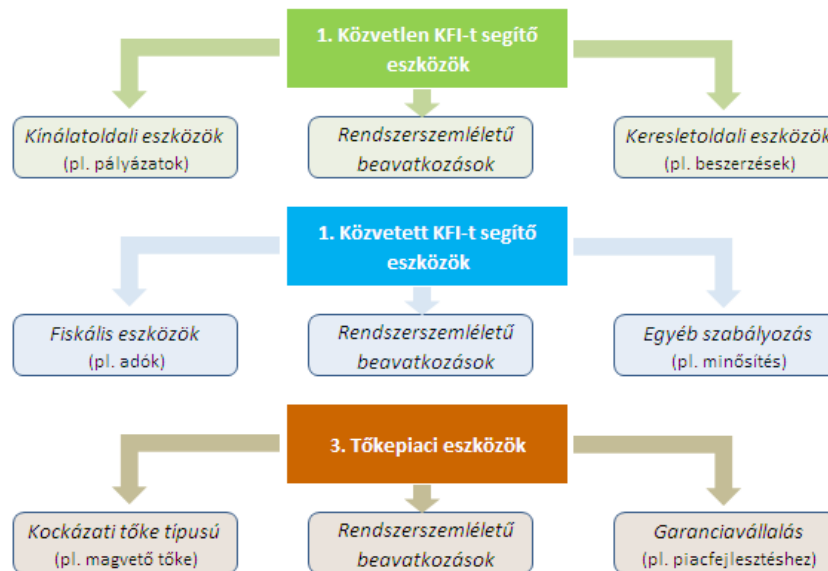 1. Közvetlen KFI-t segítő
eszközök
Kínálatoldali eszközök
(pl. pályázatok)
Rendszerszemléletű
beavatkozások
Keresletoldali eszközök
(pl. beszerzések)
1. Közvetett KFI-t segítő
eszközök
Fiskális eszközök
(pl. adók)
Rendszerszemléletű
beavatkozások
Egyéb szabályozás
(pl. minősítés)
3. Tőkepiaci eszközök
Kockázati tőke típusú
(pl. magvető tőke)
Rendszerszemléletű
beavatkozások
Garanciavállalás
(pl. piacfejlesztéshez)